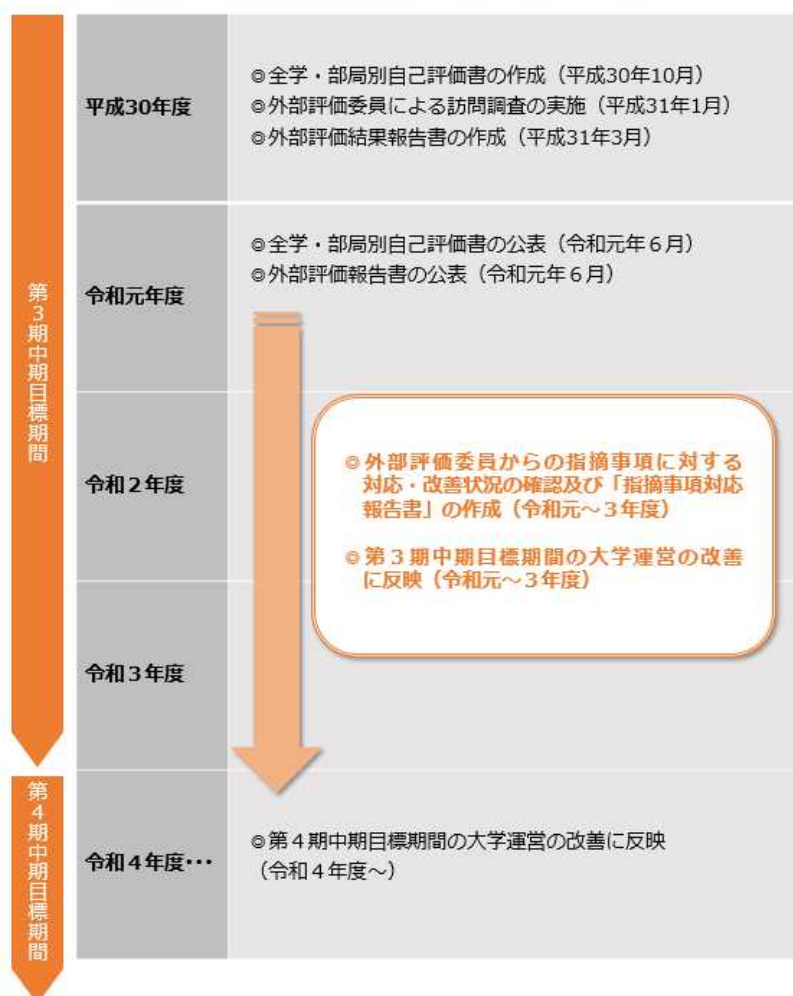 第3期中期目標期間
平成30年度
◎全学・部局別自己評価書の作成（平成30年10月）
◎外部評価委員による訪問調査の実施（平成31年1月）
◎外部評価結果報告書の作成（平成31年3月）
令和元年度
◎全学・部局別自己評価書の公表（令和元年６月）
◎外部評価報告書の公表（令和元年６月）
令和２年度
◎外部評価委員からの指摘事項に対する
対応・改善状況の確認及び「指摘事項対応
報告書」の作成（令和元～３年度）
◎第３期中期目標期間の大学運営の改善
に反映（令和元～３年度）
令和３年度
第4期中期目標期間
令和４年度･･･
◎第４期中期目標期間の大学運営の改善に反映
（令和４年度～）